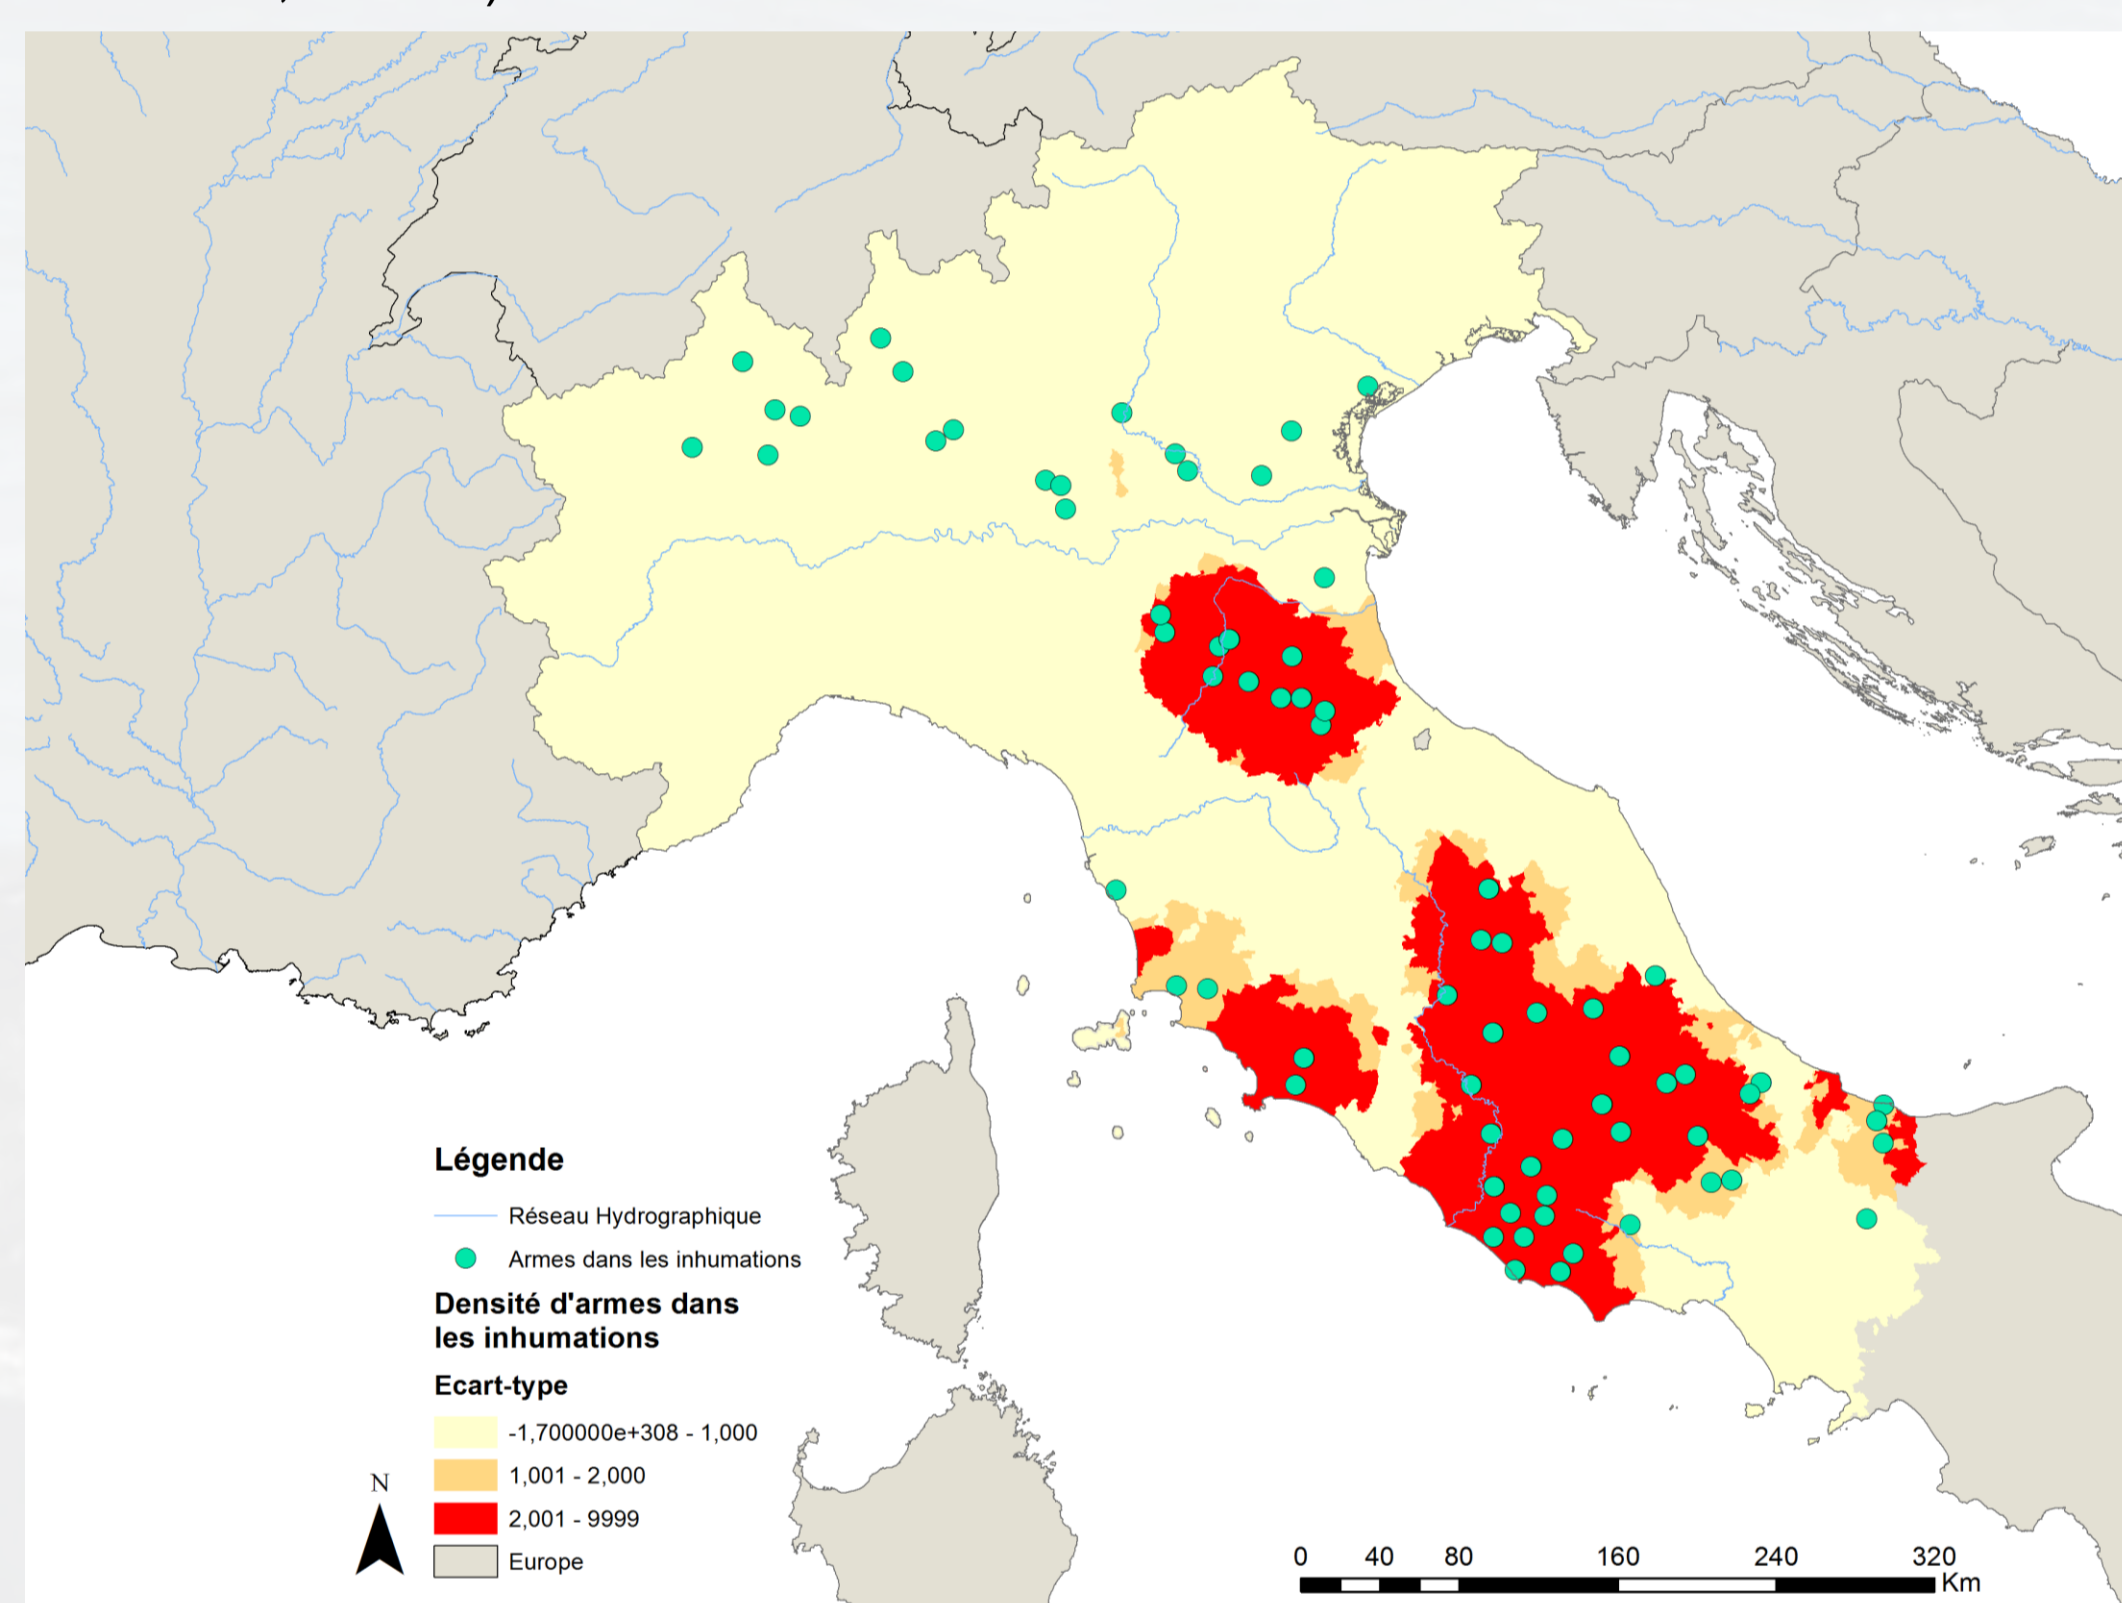 Légende
Réseau Hydrographique
Armes dans les inhumations
Densité d'armes dans
les inhumations
Ecart-type
-1,700000e+308 - 1,000
1,001 - 2,000
2,001 - 9999
Europe
N
0 40 80 160 240 320
Km